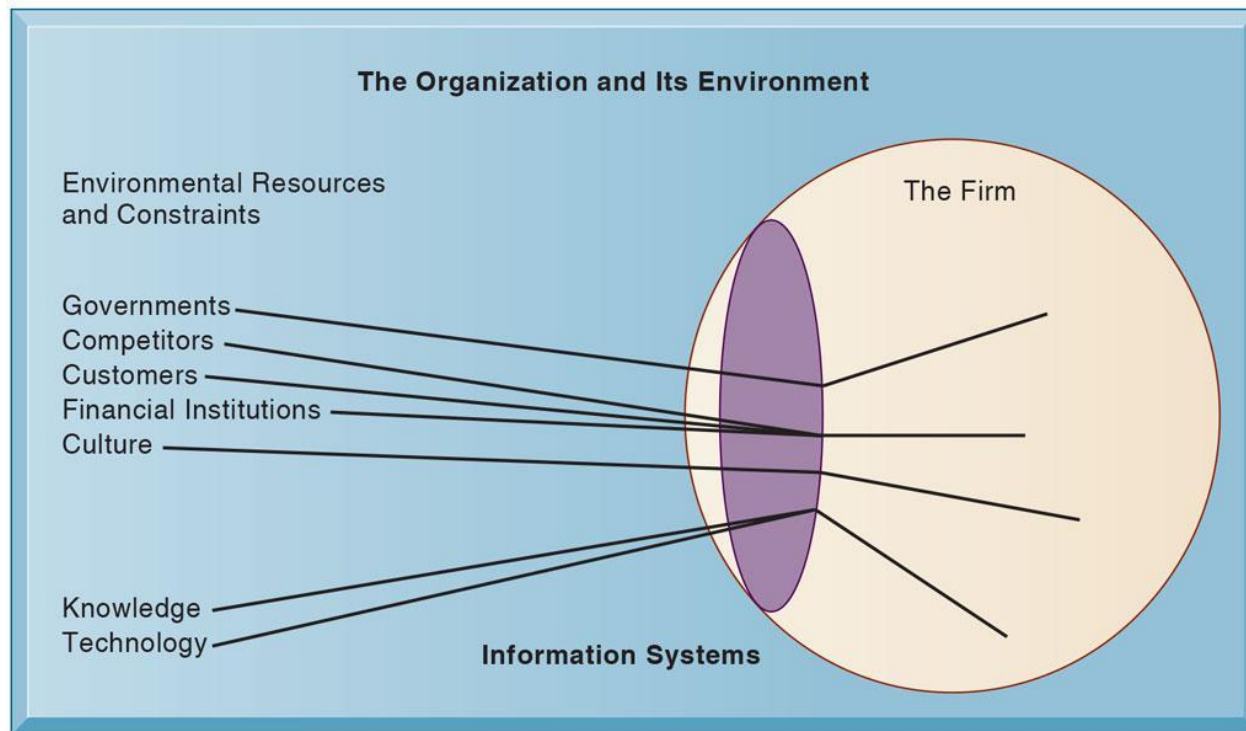 The Organization and Its Environment
Environmental Resources
and Constraints
The Firm
Governments
Competitors
Customers
Financial Institutions
Culture
Knowledge
Technology
Information Systems